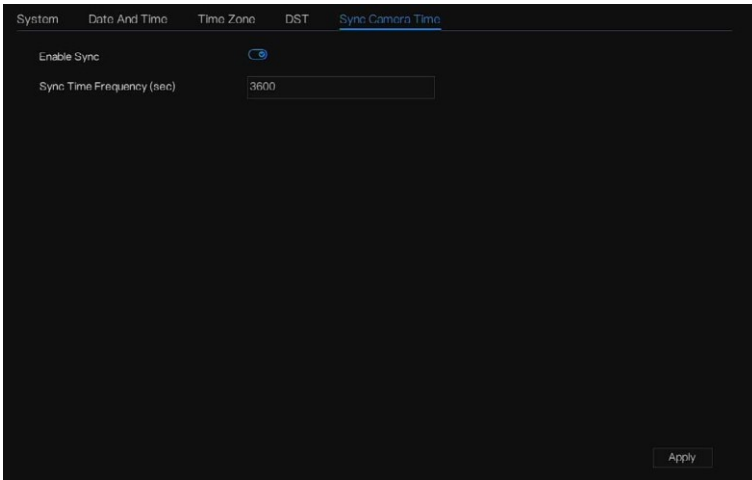 System Date And Time Time Zone DST Sync Camera Time
Enable Sync
Sync Time Frequency (sec) 3600
Apply